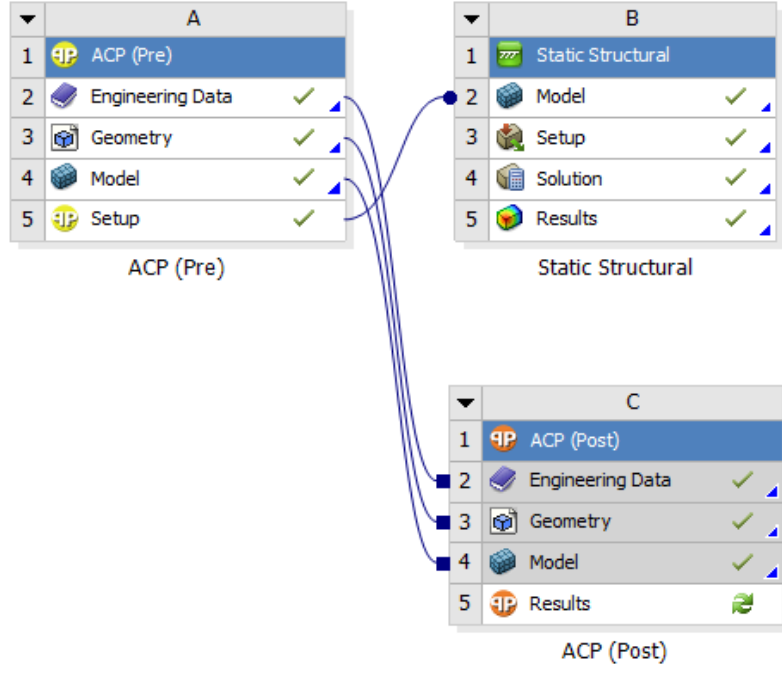 A
1 ACP (Pre)
2 Engineering Data
3 Geometry
4 Model
5 Setup
ACP (Pre)
B
1 Static Structural
2 Model
3 Setup
4 Solution
5 Results
Static Structural
C
1 ACP (Post)
2 Engineering Data
3 Geometry
4 Model
5 Results
ACP (Post)